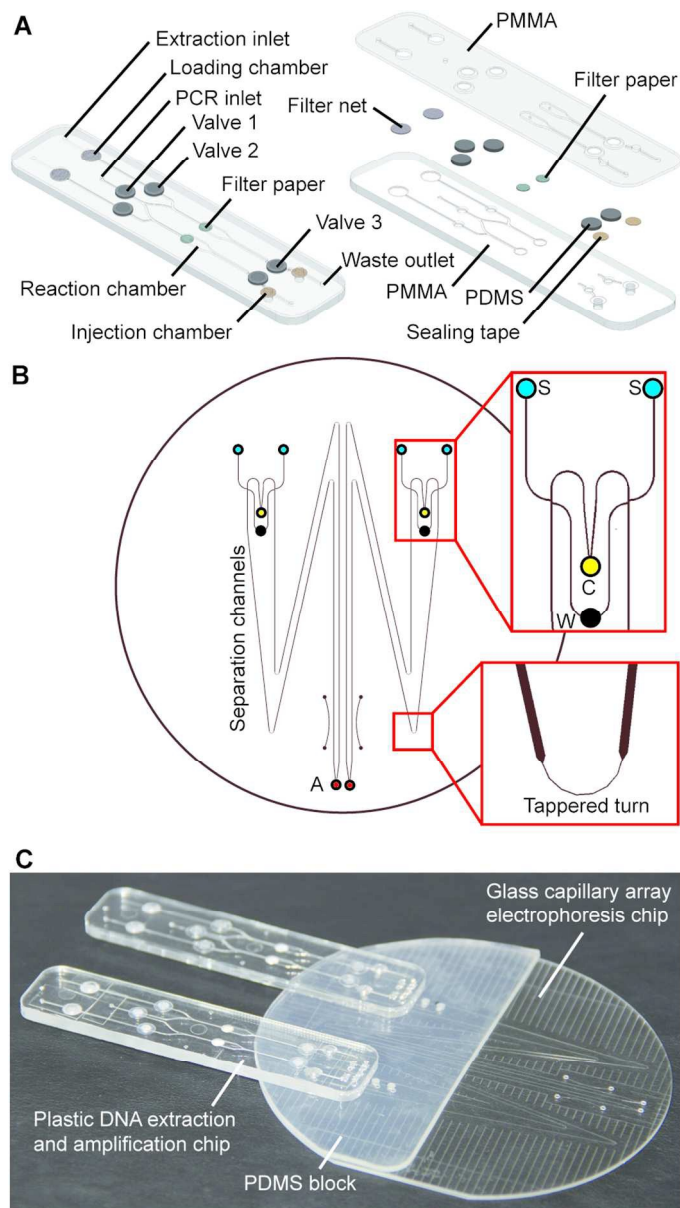 A
Extraction inlet
Loading chamber
PCR inlet
Valve 1
Valve 2
Filter paper
Valve 3
Waste outlet
Reaction chamber
Injection chamber
PMMA
Filter paper
Filter net
PMMA
PDMS
Sealing tape
B
Separation channels
A
S
S
C
W
Tappered turn
C
Glass capillary array
electrophoresis chip
Plastic DNA extraction
and amplification chip
PDMS block